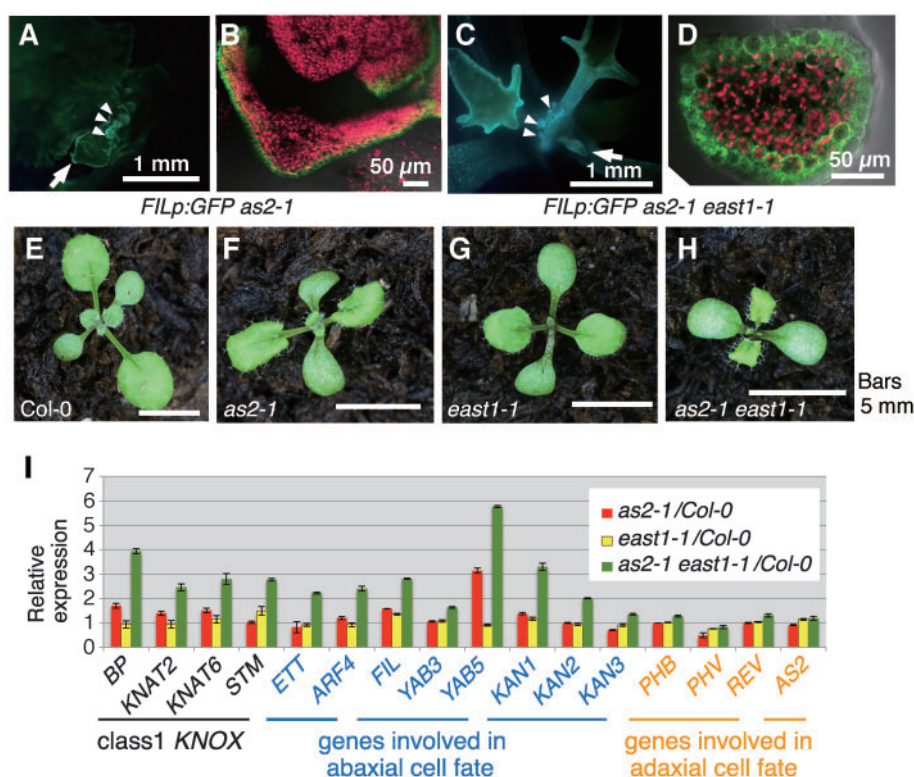 A
B
C
D
1 mm
50 µm
1 mm
50 µm
FILp:GFP as2-1
FILp:GFP as2-1 east1-1
E
F
G
H
Col-0
as2-1
east1-1
as2-1 east1-1
Bars
5 mm
I
7
6
5
4
3
2
1
0
Relative
expression
as2-1/Col-0
east1-1/Col-0
as2-1 east1-1/Col-0
BP
KNAT2
KNAT6
STM
ETT
ARF4
FIL
YAB3
YAB5
KAN1
KAN2
KAN3
PHB
PHV
REV
AS2
class1 KNOX
genes involved in
abaxial cell fate
genes involved in
adaxial cell fate